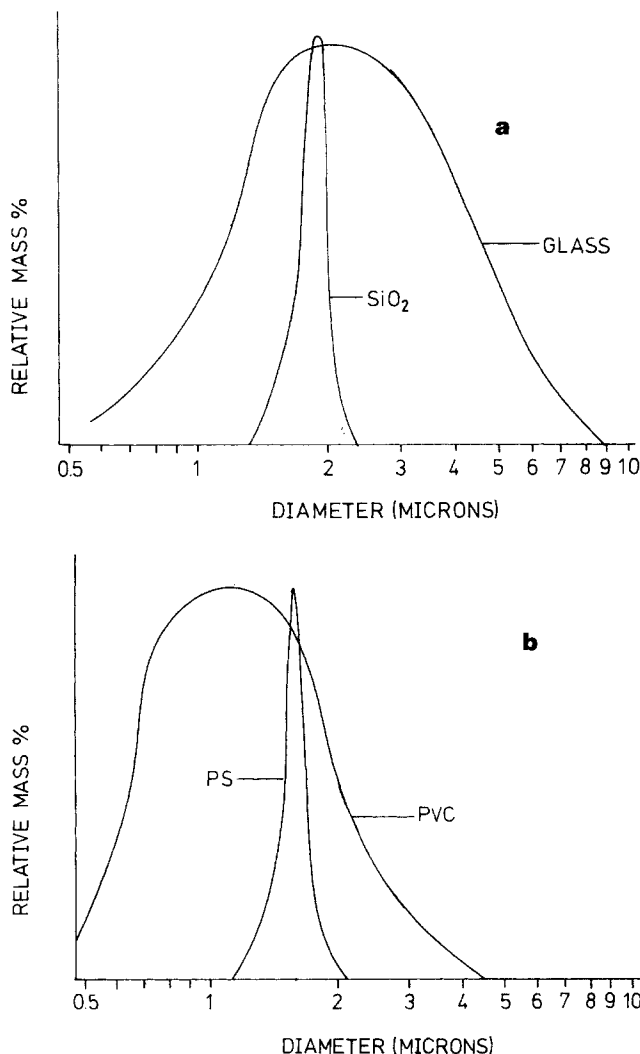 a
RELATIVE MASS %
GLASS
SiO₂
0.5 1 2 3 4 5 6 7 8 9 10
DIAMETER (MICRONS)
b
RELATIVE MASS %
PS
PVC
0.5 1 2 3 4 5 6 7 8 9 10
DIAMETER (MICRONS)